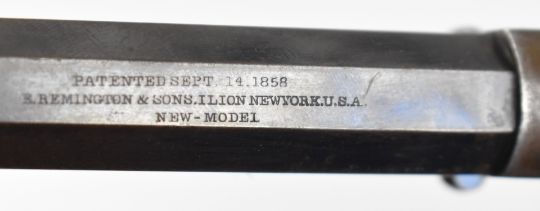 PATENTED SEPT. 14.1858
E. REMINGTON & SONS. ILION NEWYORK. U.S.A.
NEW-MODEL